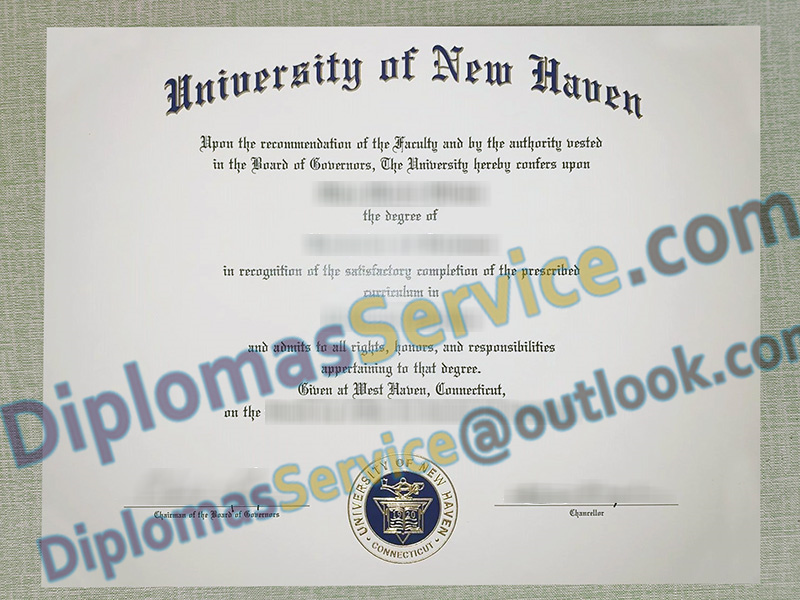 University of New Haven
Upon the recommendation of the Faculty and by the authority vested
in the Board of Governors, The University hereby confers upon
the degree of
in recognition of the satisfactory completion of the prescribed
curriculum in
and admits to all rights, honors, and responsibilities
appertaining to that degree.
Given at West Haven, Connecticut,
on the
DiplomasService.com
DiplomasService@outlook.com
Chairman of the Board of Governors
UNIVERSITY OF NEW HAVEN
1920
CONNECTICUT
Chancellor